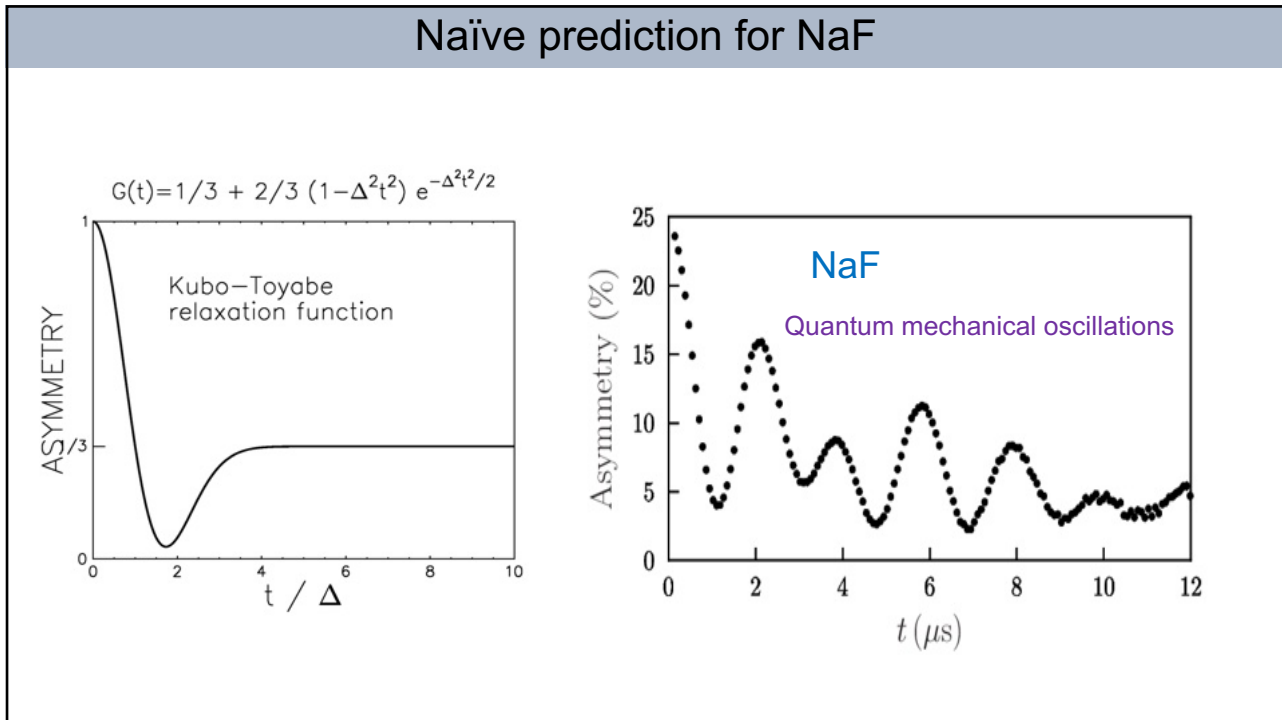 Naïve prediction for NaF
G(t)=1/3 + 2/3 (1−Δ²t²) e^{−Δ²t²/2}
1
Kubo−Toyabe
relaxation function
ASYMMETRY
1/3
0
0 2 4 6 8 10
t / Δ
25
20
15
10
5
0
Asymmetry (%)
NaF
Quantum mechanical oscillations
0 2 4 6 8 10 12
t (μs)